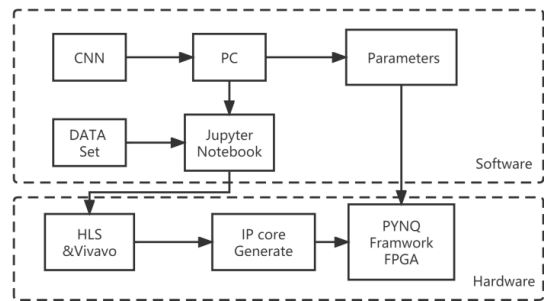 CNN
PC
Parameters
DATA
Set
Jupyter
Notebook
Software
HLS
&Vivavo
IP core
Generate
PYNQ
Framwork
FPGA
Hardware